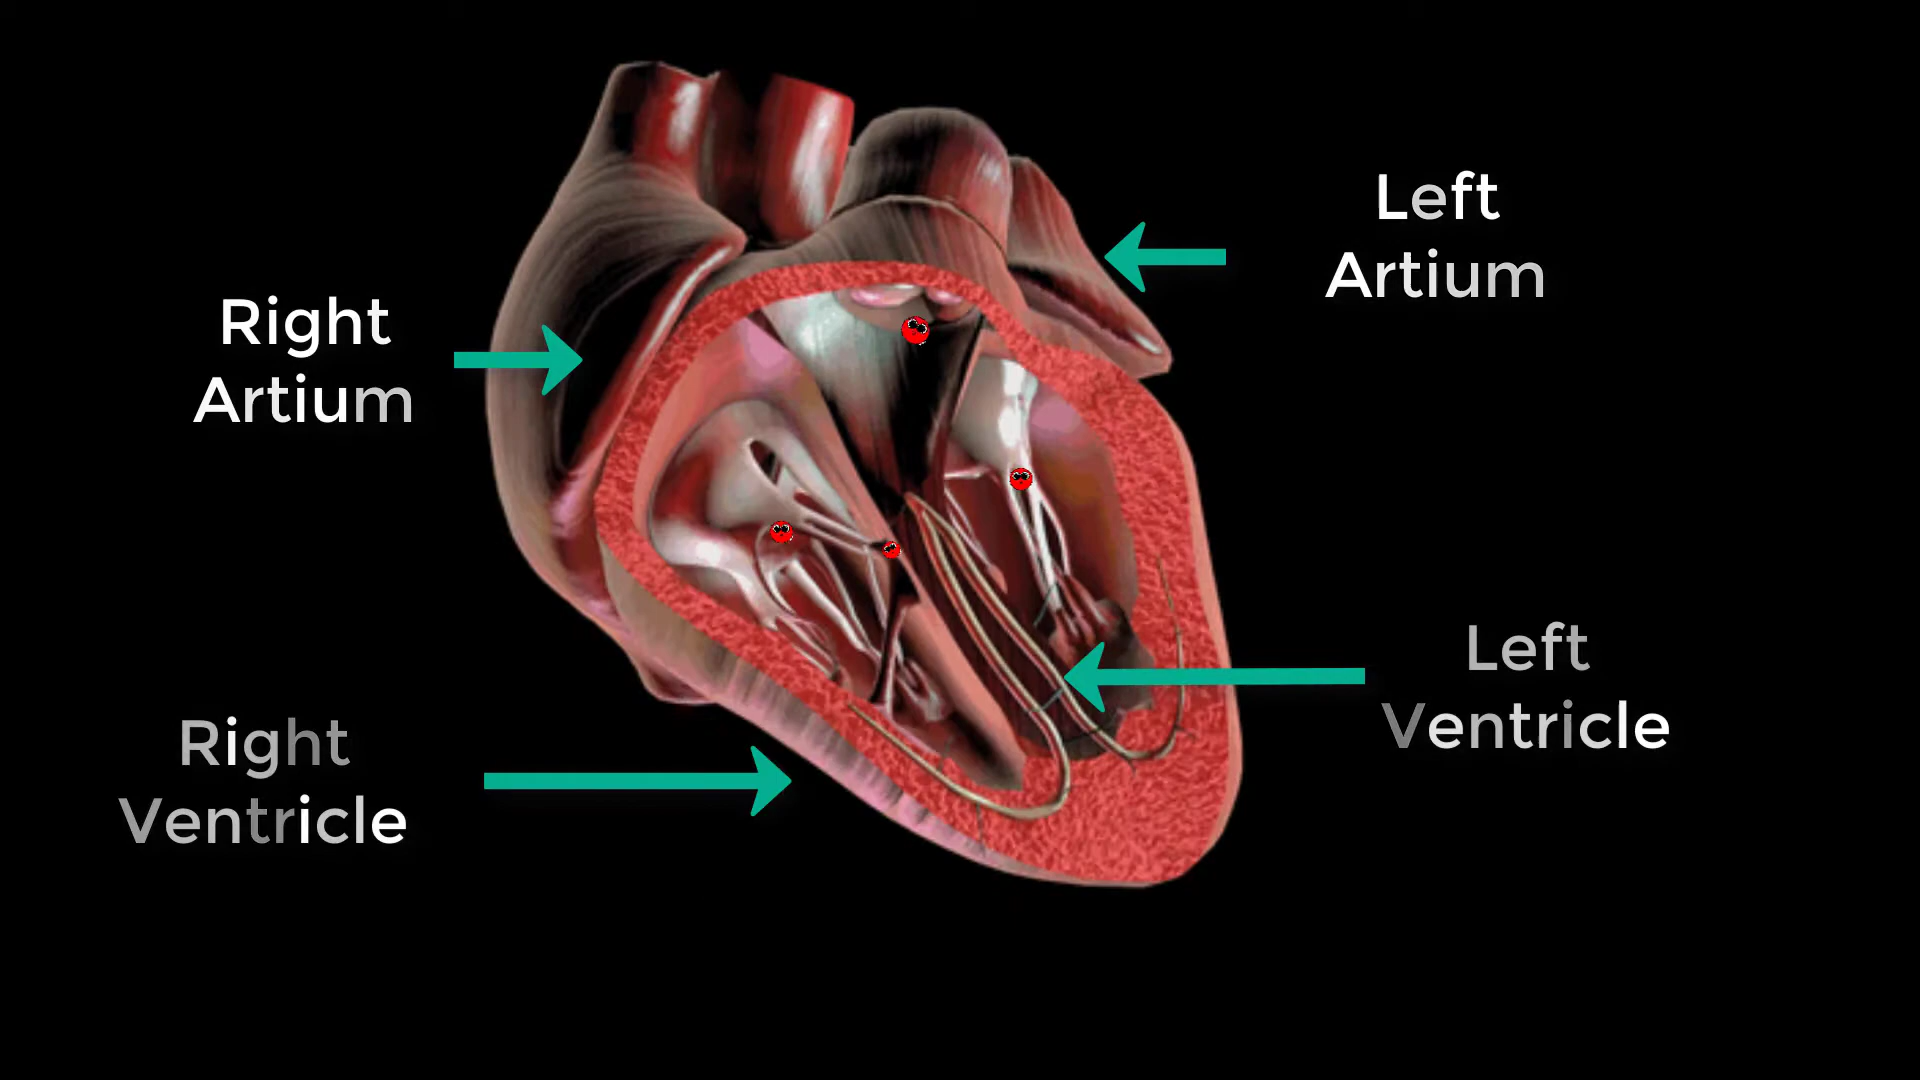 Left
Artium
Right
Artium
Left
Ventricle
Right
Ventricle